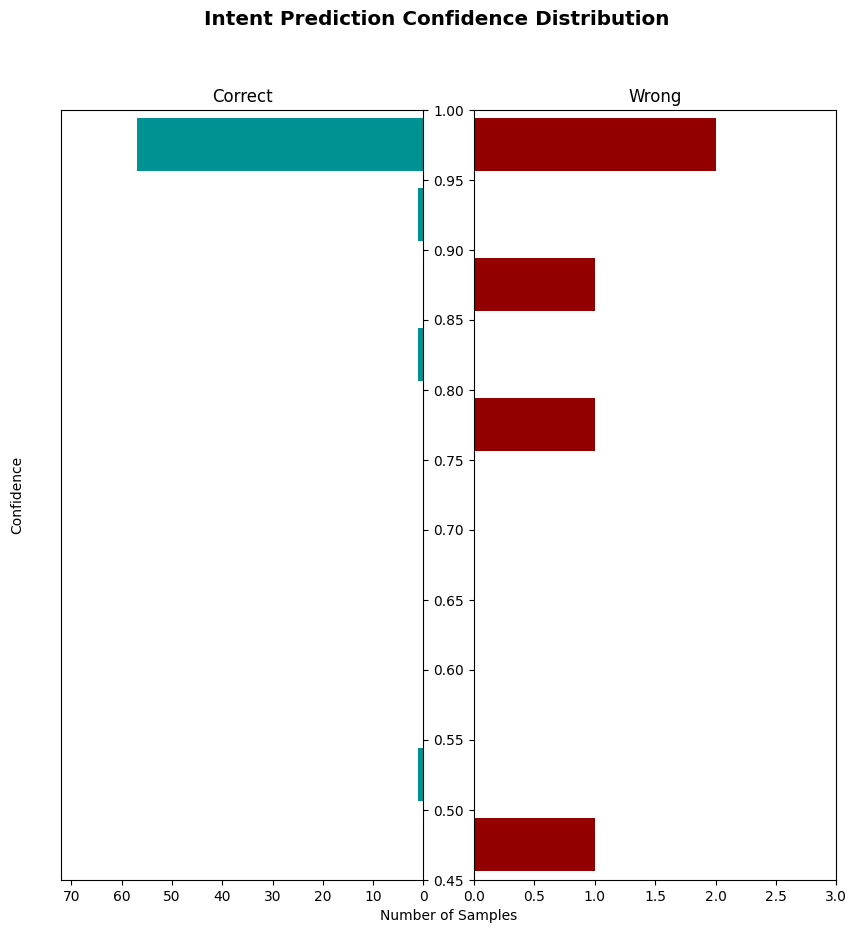 Intent Prediction Confidence Distribution
Correct
Wrong
1.00
0.95
0.90
0.85
0.80
0.75
0.70
0.65
0.60
0.55
0.50
0.45
Confidence
70 60 50 40 30 20 10 0
0.0 0.5 1.0 1.5 2.0 2.5 3.0
Number of Samples